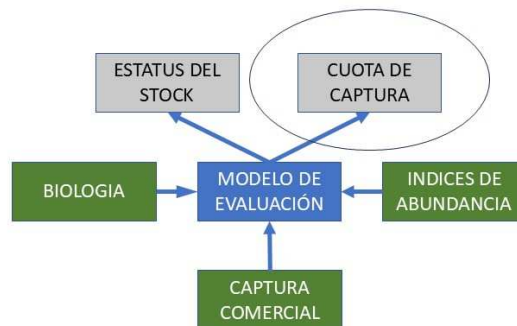 ESTATUS DEL
STOCK
CUOTA DE
CAPTURA
BIOLOGIA
MODELO DE
EVALUACIÓN
INDICES DE
ABUNDANCIA
CAPTURA
COMERCIAL